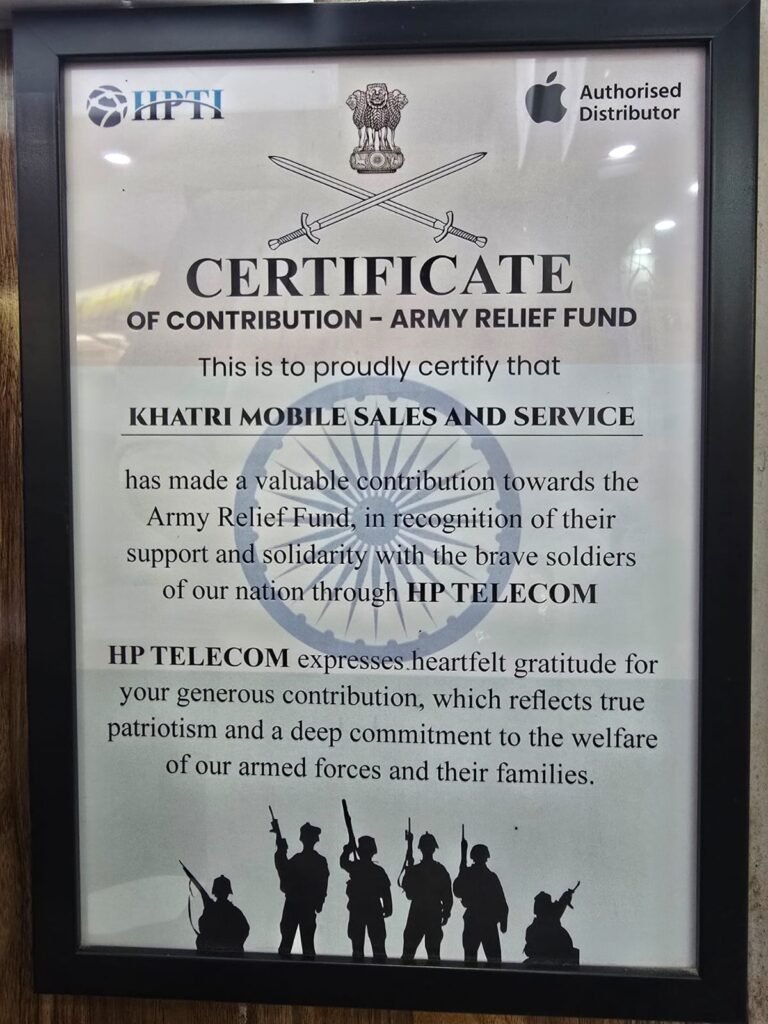 HPTI
Authorised
Distributor
CERTIFICATE
OF CONTRIBUTION - ARMY RELIEF FUND
This is to proudly certify that
KHATRI MOBILE SALES AND SERVICE
has made a valuable contribution towards the
Army Relief Fund, in recognition of their
support and solidarity with the brave soldiers
of our nation through HP TELECOM
HP TELECOM expresses heartfelt gratitude for
your generous contribution, which reflects true
patriotism and a deep commitment to the welfare
of our armed forces and their families.